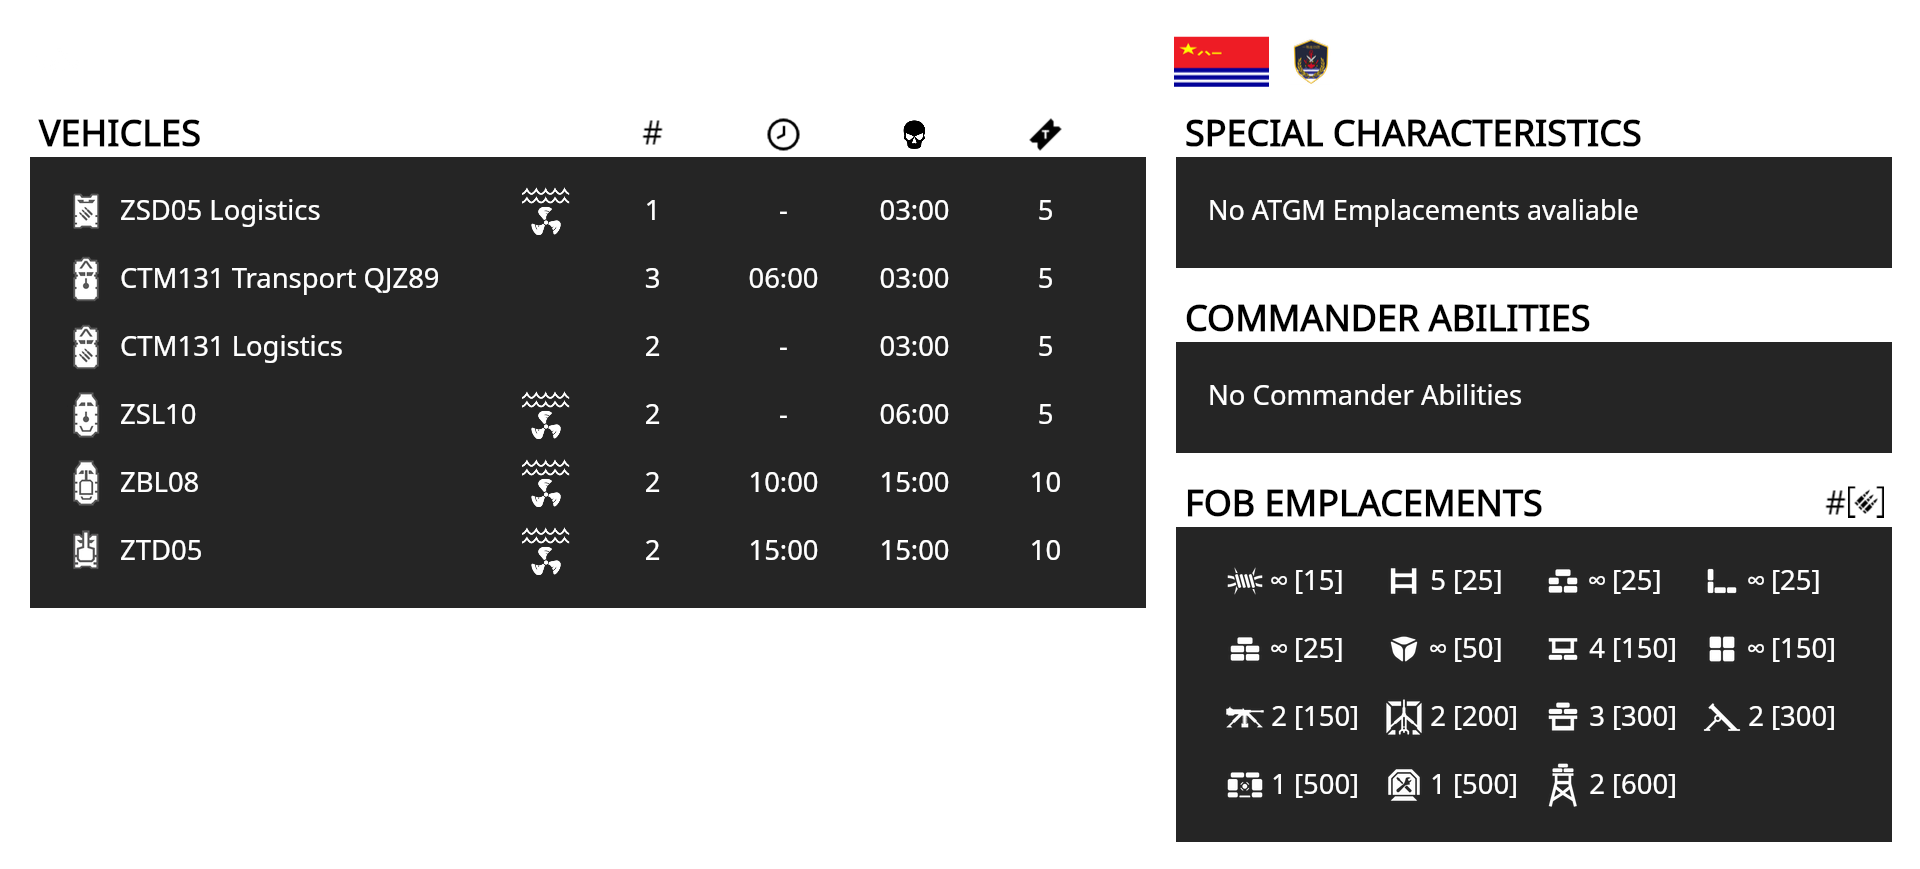 VEHICLES #
ZSD05 Logistics 1 - 03:00 5
CTM131 Transport QJZ89 3 06:00 03:00 5
CTM131 Logistics 2 - 03:00 5
ZSL10 2 - 06:00 5
ZBL08 2 10:00 15:00 10
ZTD05 2 15:00 15:00 10
SPECIAL CHARACTERISTICS
No ATGM Emplacements avaliable
COMMANDER ABILITIES
No Commander Abilities
FOB EMPLACEMENTS #[]
∞ [15] 5 [25] ∞ [25] ∞ [25]
∞ [25] ∞ [50] 4 [150] ∞ [150]
2 [150] 2 [200] 3 [300] 2 [300]
1 [500] 1 [500] 2 [600]